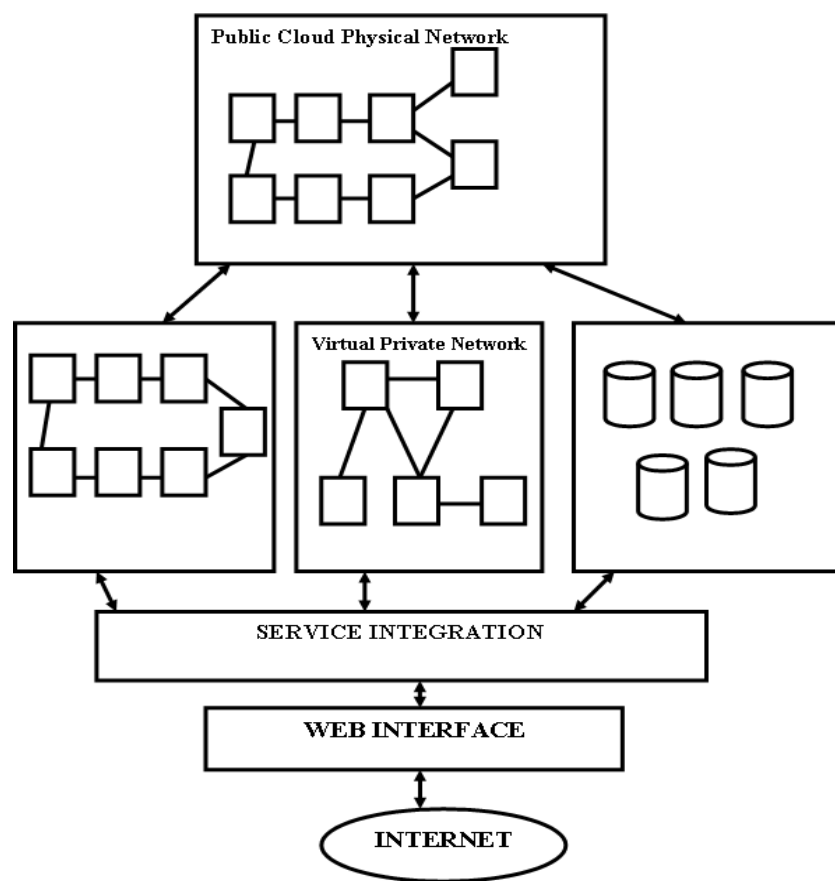 Public Cloud Physical Network
Virtual Private Network
SERVICE INTEGRATION
WEB INTERFACE
INTERNET